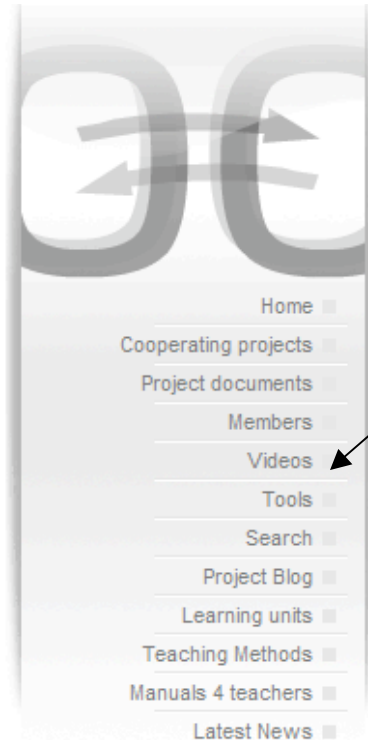 Home
Cooperating projects
Project documents
Members
Videos
Tools
Search
Project Blog
Learning units
Teaching Methods
Manuals 4 teachers
Latest News